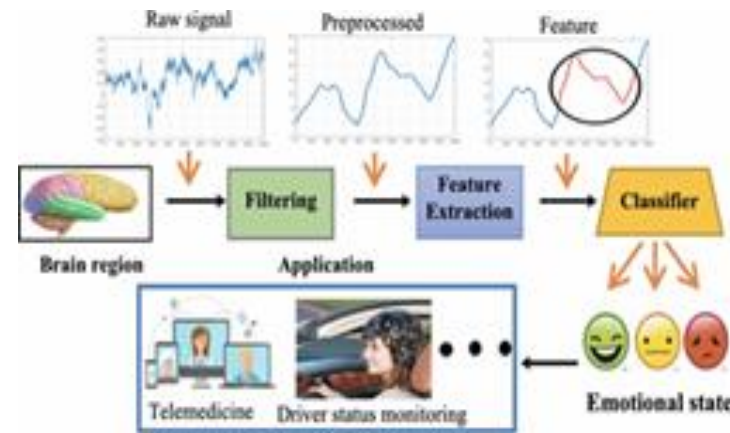 Raw signal
Preprocessed
Feature
Filtering
Feature
Extraction
Classifier
Brain region
Application
Telemedicine
Driver status monitoring
Emotional state